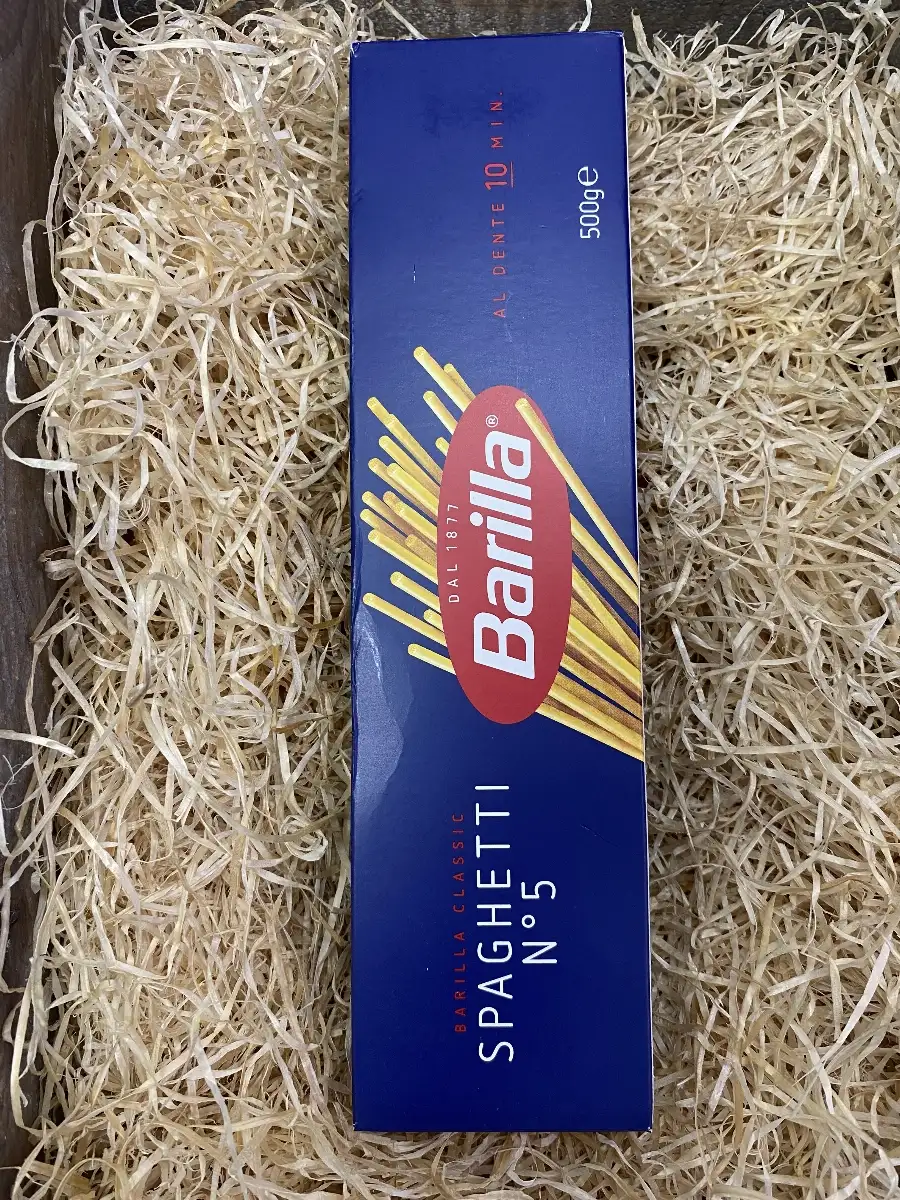 BARILLA CLASSIC
SPAGHETTI
N°5
DAL 1877
Barilla®
AL DENTE 10 MIN.
500g℮